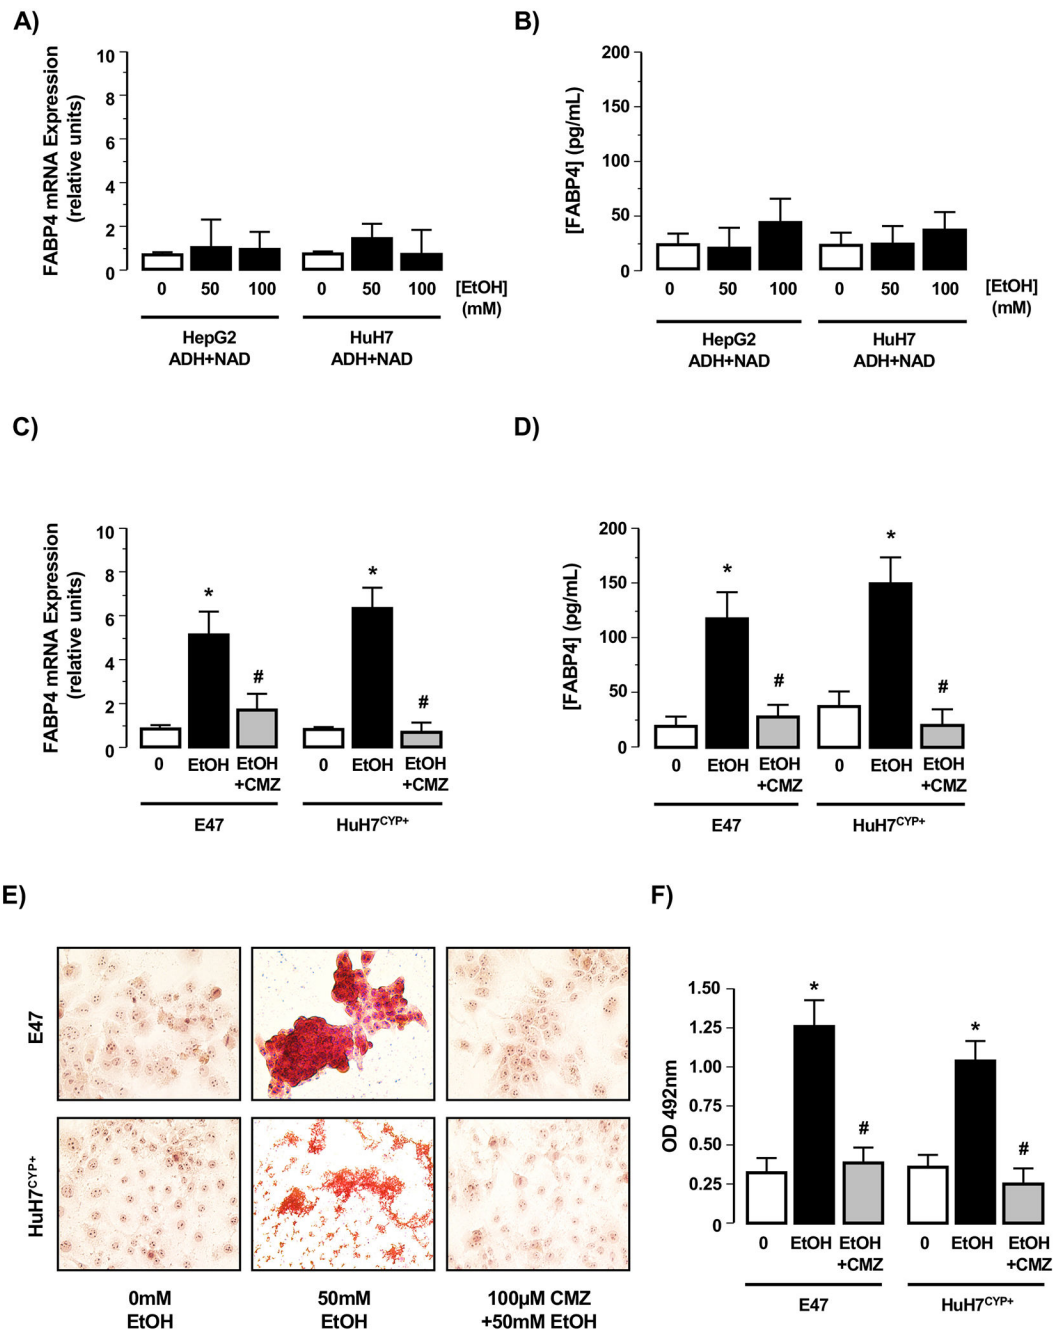 A)
FABP4 mRNA Expression
(relative units)
10
8
6
4
2
0
0 50 100 0 50 100 [EtOH]
(mM)
HepG2 HuH7
ADH+NAD ADH+NAD
B)
[FABP4] (pg/mL)
200
150
100
50
0
0 50 100 0 50 100 [EtOH]
(mM)
HepG2 HuH7
ADH+NAD ADH+NAD
C)
FABP4 mRNA Expression
(relative units)
10
8
6
4
2
0
* # * #
0 EtOH EtOH 0 EtOH EtOH
+CMZ +CMZ
E47 HuH7CYP+
D)
[FABP4] (pg/mL)
200
150
100
50
0
* # * #
0 EtOH EtOH 0 EtOH EtOH
+CMZ +CMZ
E47 HuH7CYP+
E)
E47
HuH7CYP+
0mM 50mM 100µM CMZ
EtOH EtOH +50mM EtOH
F)
OD 492nm
1.50
1.25
1.00
0.75
0.50
0.25
0
* # * #
0 EtOH EtOH 0 EtOH EtOH
+CMZ +CMZ
E47 HuH7CYP+